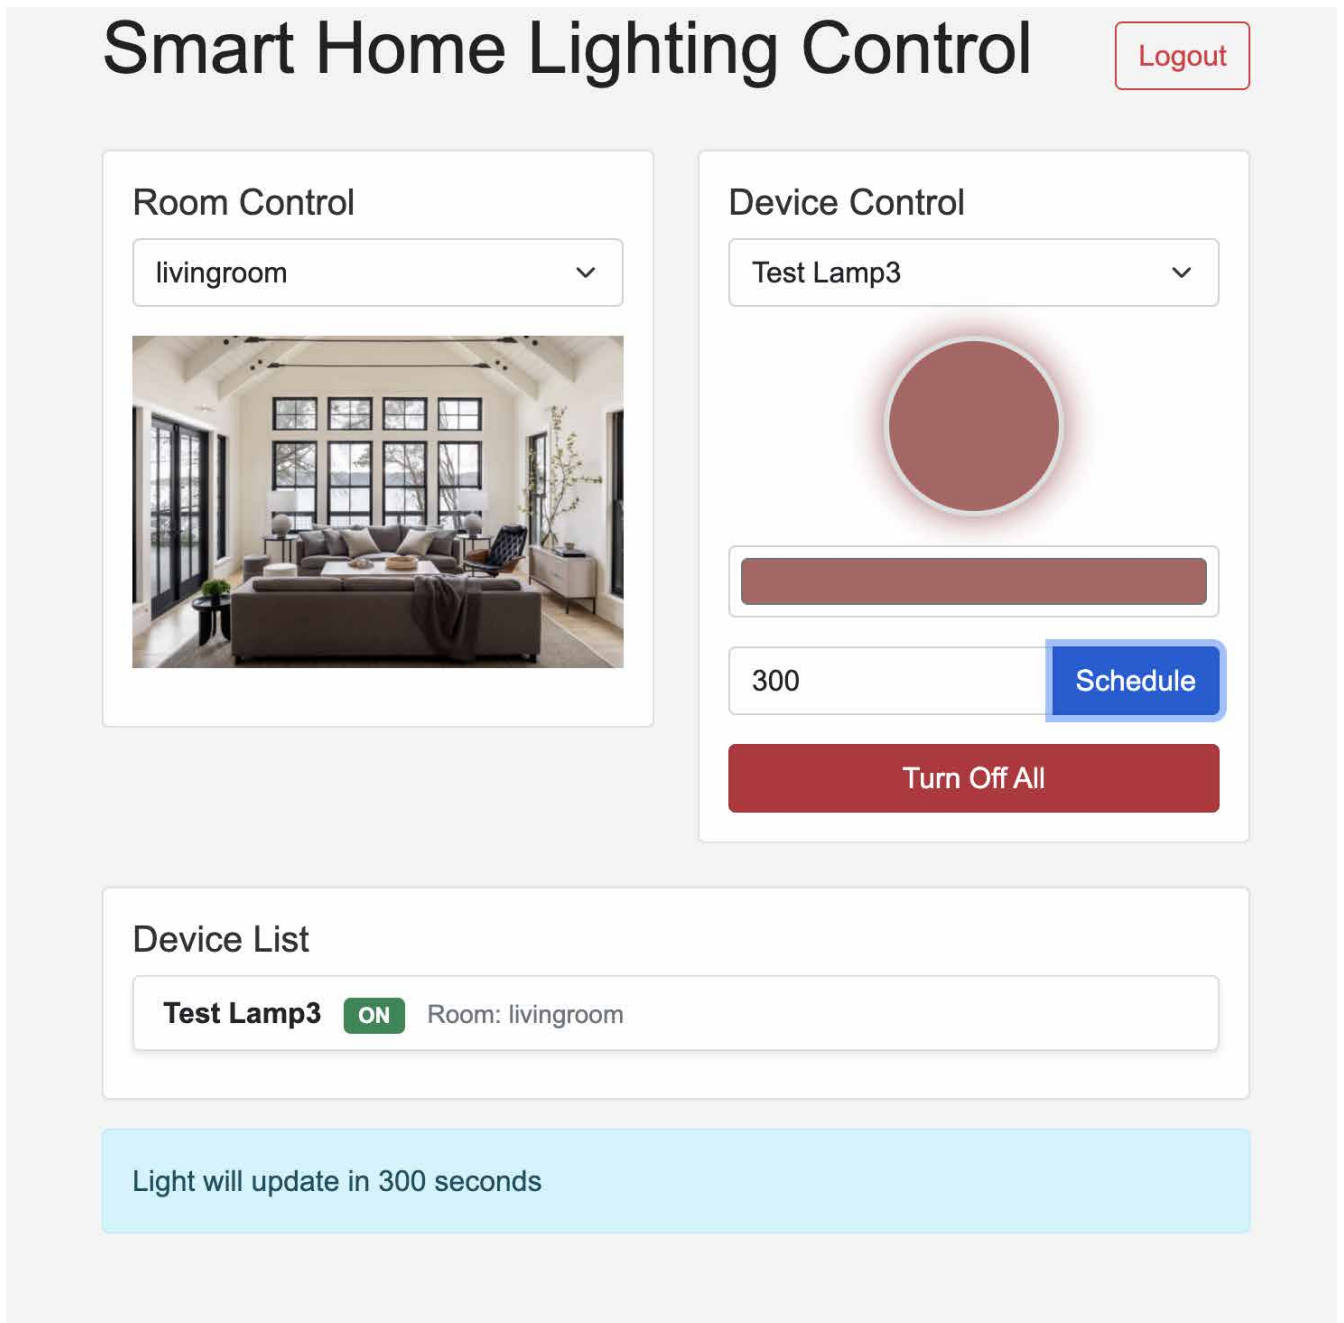 Smart Home Lighting Control
Logout
Room Control
livingroom
Device Control
Test Lamp3
300
Schedule
Turn Off All
Device List
Test Lamp3 ON Room: livingroom
Light will update in 300 seconds